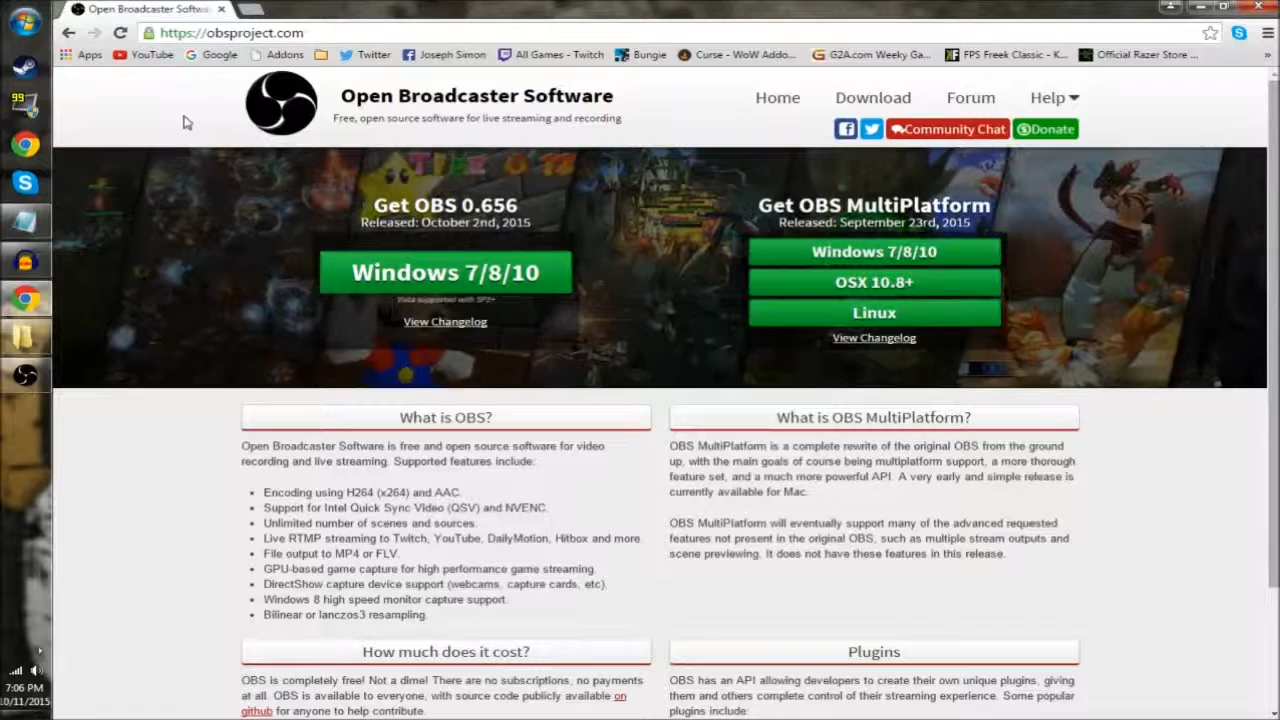 Open Broadcaster Softwa
https://obsproject.com
Apps YouTube Google Addons Twitter Joseph Simon All Games - Twitch Bungie Curse - WoW Addo... G2A.com Weekly Ga... FPS Freek Classic - K... Official Razer Store ... »
Open Broadcaster Software
Free, open source software for live streaming and recording
Home Download Forum Help
Community Chat Donate
Get OBS 0.656
Released: October 2nd, 2015
Windows 7/8/10
Vista supported with SP2+
View Changelog
Get OBS MultiPlatform
Released: September 23rd, 2015
Windows 7/8/10
OSX 10.8+
Linux
View Changelog
What is OBS?
Open Broadcaster Software is free and open source software for video
recording and live streaming. Supported features include:
• Encoding using H264 (x264) and AAC.
• Support for Intel Quick Sync Video (QSV) and NVENC.
• Unlimited number of scenes and sources.
• Live RTMP streaming to Twitch, YouTube, DailyMotion, Hitbox and more
• File output to MP4 or FLV.
• GPU-based game capture for high performance game streaming.
• DirectShow capture device support (webcams, capture cards, etc).
• Windows 8 high speed monitor capture support.
• Bilinear or lanczos3 resampling.
What is OBS MultiPlatform?
OBS MultiPlatform is a complete rewrite of the original OBS from the ground
up, with the main goals of course being multiplatform support, a more thorough
feature set, and a much more powerful API. A very early and simple release is
currently available for Mac.
OBS MultiPlatform will eventually support many of the advanced requested
features not present in the original OBS, such as multiple stream outputs and
scene previewing. It does not have these features in this release.
How much does it cost?
OBS is completely free! Not a dime! There are no subscriptions, no payments
at all. OBS is available to everyone, with source code publicly available on
github for anyone to help contribute.
Plugins
OBS has an API allowing developers to create their own unique plugins, giving
them and others complete control of their streaming experience. Some popular
plugins include:
99
7:06 PM
10/11/2015